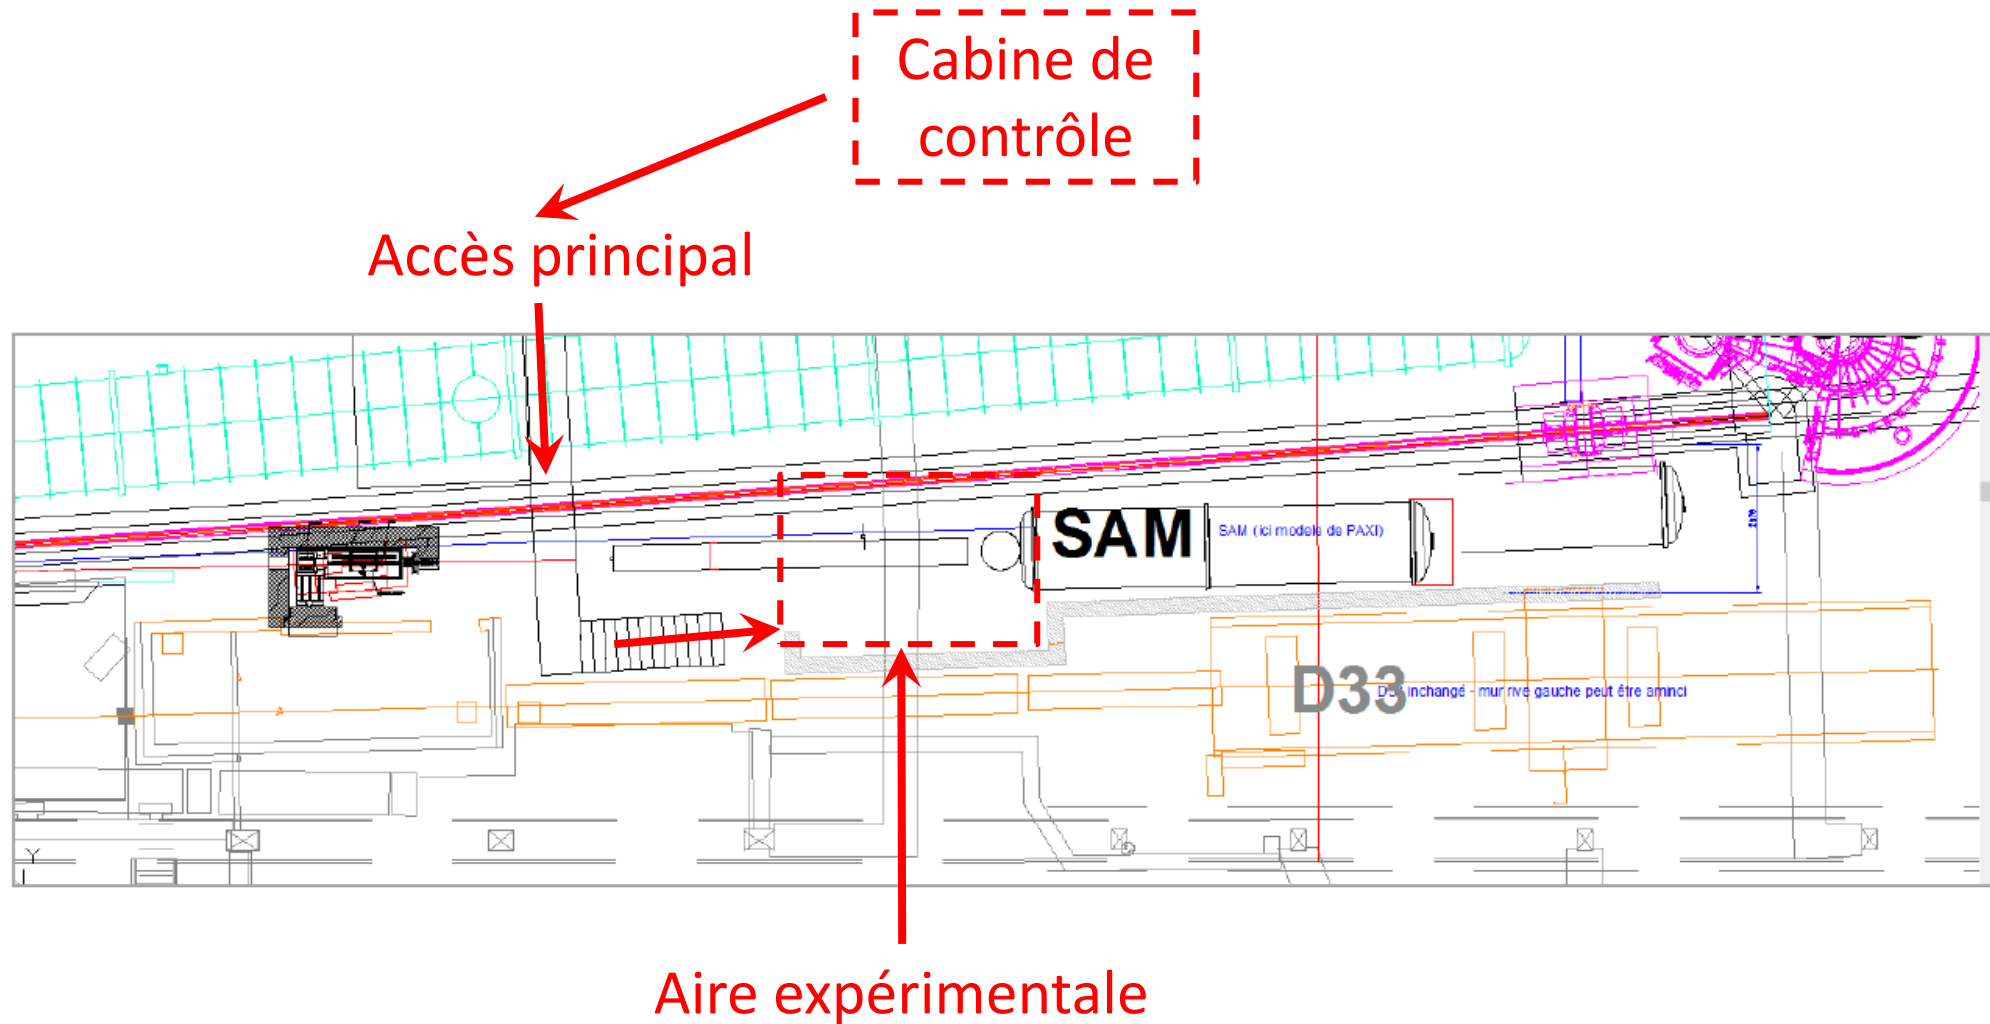 Cabine de
contrôle
Accès principal
SAM
SAM (ici modele de PAXI)
D33
inchangé - mur rive gauche peut être aminci
Y
Aire expérimentale